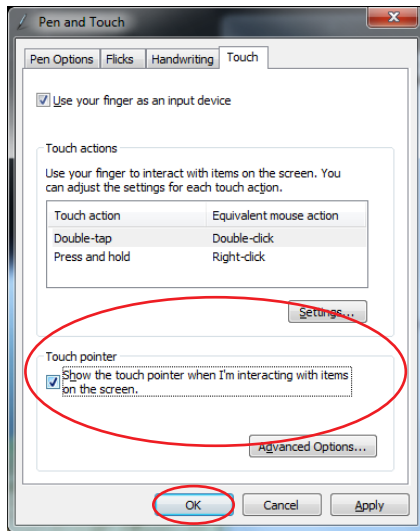 Pen and Touch
Pen Options Flicks Handwriting Touch
Use your finger as an input device
Touch actions
Use your finger to interact with items on the screen. You
can adjust the settings for each touch action.
Touch action Equivalent mouse action
Double-tap Double-click
Press and hold Right-click
Settings...
Touch pointer
Show the touch pointer when I'm interacting with items
on the screen.
Advanced Options...
OK Cancel Apply